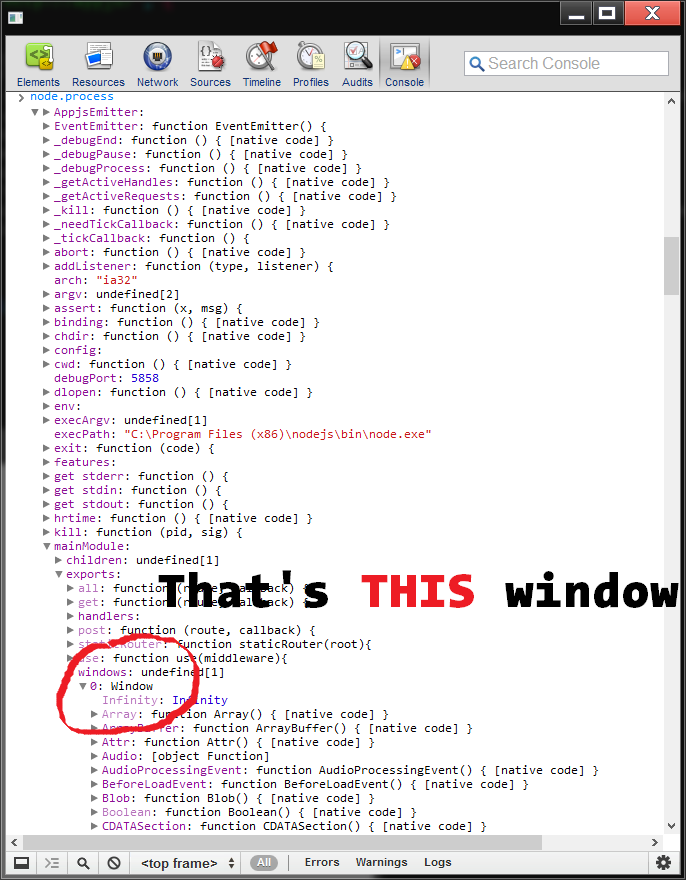 Elements Resources Network Sources Timeline Profiles Audits Console Search Console
node.process
AppjsEmitter:
EventEmitter: function EventEmitter() {
_debugEnd: function () { [native code] }
_debugPause: function () { [native code] }
_debugProcess: function () { [native code] }
_getActiveHandles: function () { [native code] }
_getActiveRequests: function () { [native code] }
_kill: function () { [native code] }
_needTickCallback: function () { [native code] }
_tickCallback: function () {
abort: function () { [native code] }
addListener: function (type, listener) {
arch: "ia32"
argv: undefined[2]
assert: function (x, msg) {
binding: function () { [native code] }
chdir: function () { [native code] }
config:
cwd: function () { [native code] }
debugPort: 5858
dlopen: function () { [native code] }
env:
execArgv: undefined[1]
execPath: "C:\Program Files (x86)\nodejs\bin\node.exe"
exit: function (code) {
features:
get stderr: function () {
get stdin: function () {
get stdout: function () {
hrtime: function () { [native code] }
kill: function (pid, sig) {
mainModule:
children: undefined[1]
exports:
all: function (route, callback) {
That's THIS window
get: function (route, callback) {
handlers:
post: function (route, callback) {
staticRouter: function staticRouter(root){
use: function use(middleware){
windows: undefined[1]
0: Window
Infinity: Infinity
Array: function Array() { [native code] }
ArrayBuffer: function ArrayBuffer() { [native code] }
Attr: function Attr() { [native code] }
Audio: [object Function]
AudioProcessingEvent: function AudioProcessingEvent() { [native code] }
BeforeLoadEvent: function BeforeLoadEvent() { [native code] }
Blob: function Blob() { [native code] }
Boolean: function Boolean() { [native code] }
CDATASection: function CDATASection() { [native code] }
<top frame> All Errors Warnings Logs